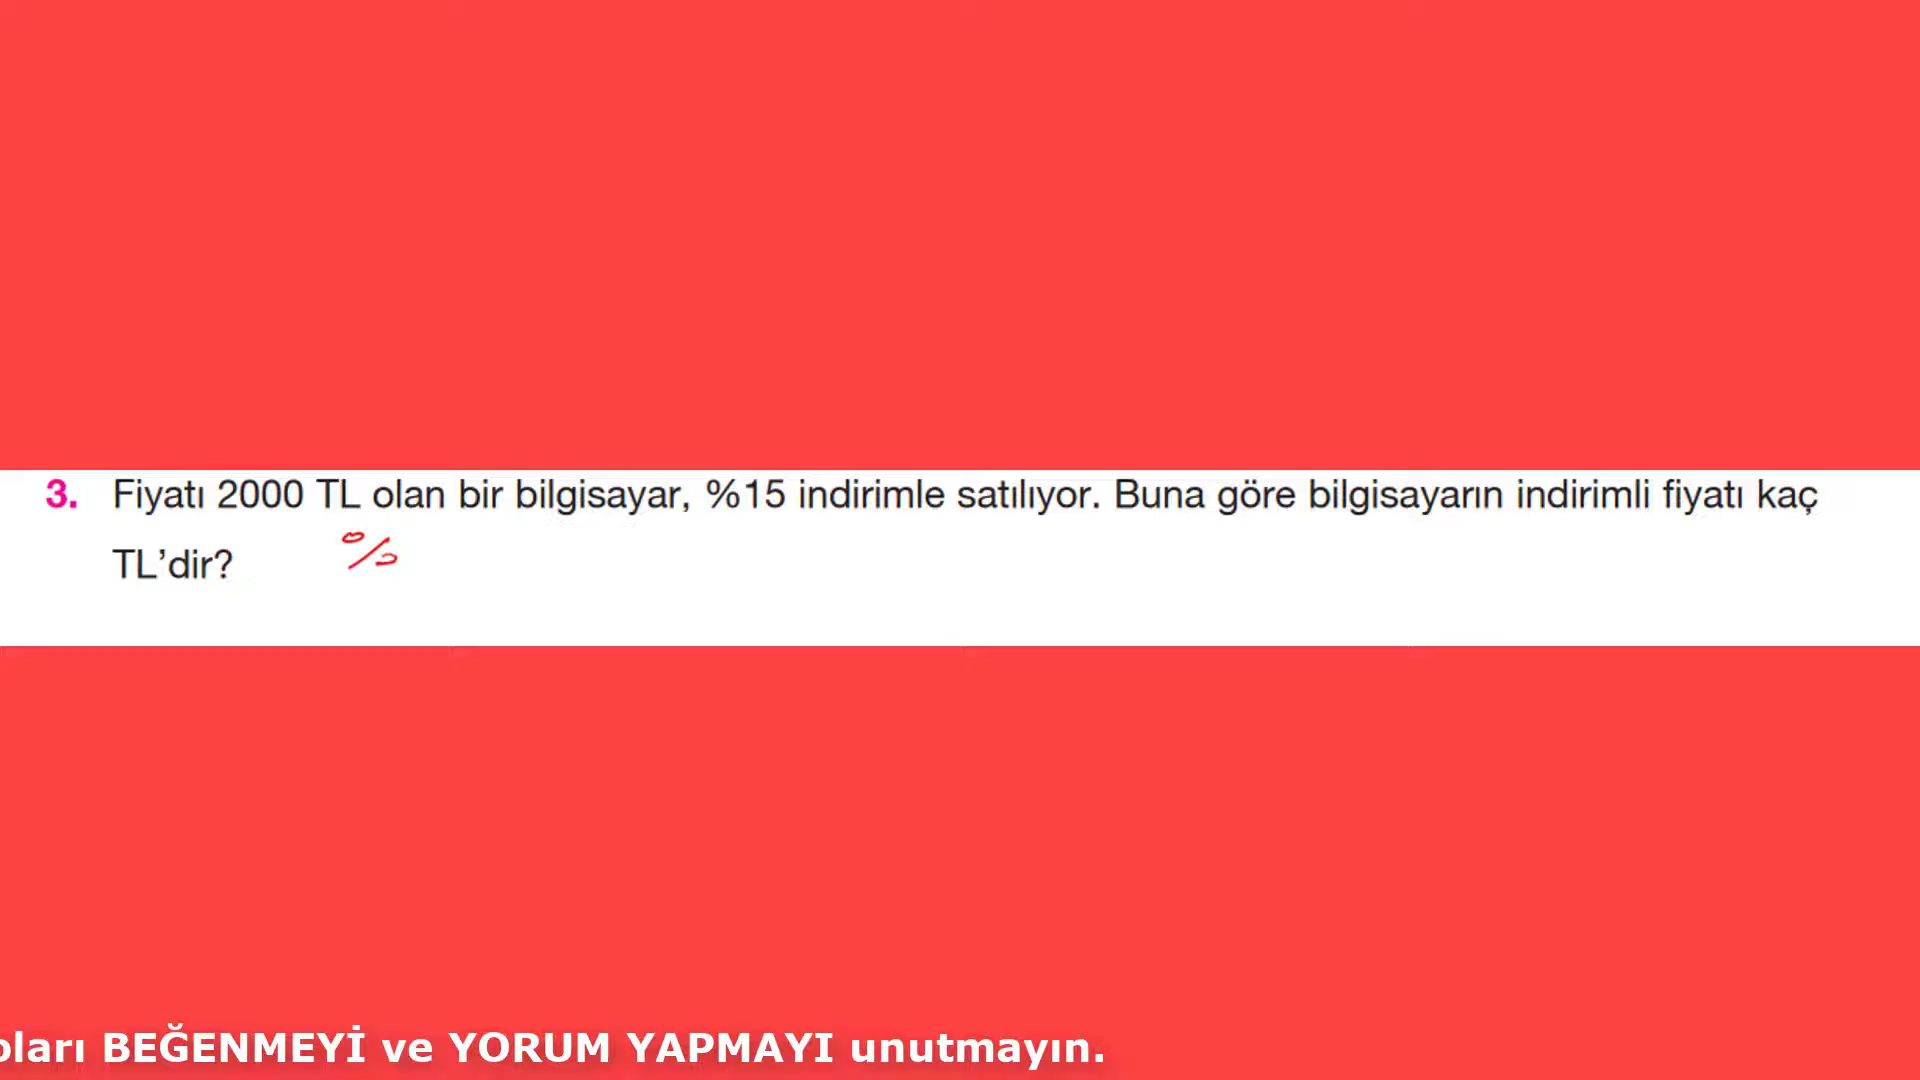 3. Fiyatı 2000 TL olan bir bilgisayar, %15 indirimle satılıyor. Buna göre bilgisayarın indirimli fiyatı kaç
TL’dir? %
ları BEĞENMEYİ ve YORUM YAPMAYI unutmayın.